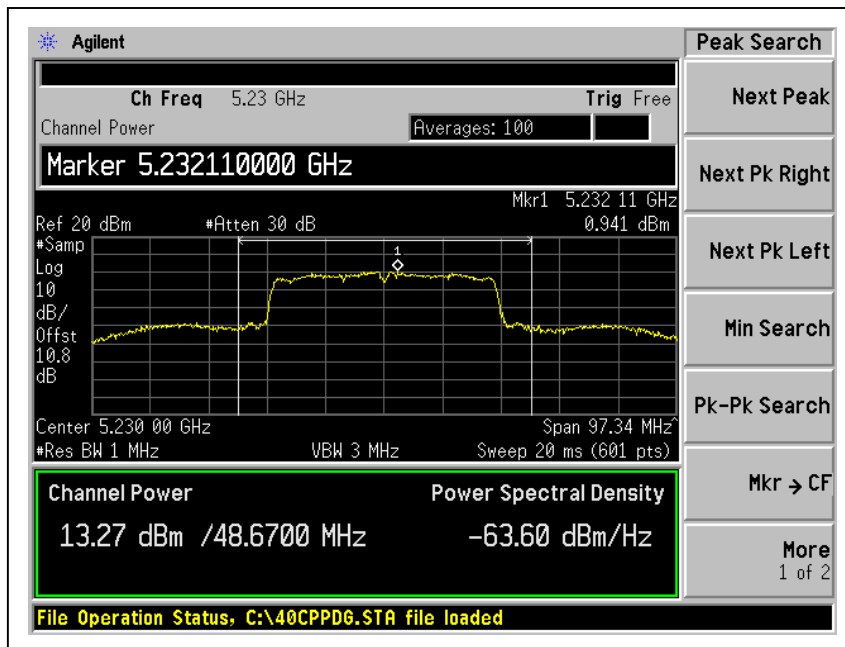 Agilent
Peak Search
Ch Freq 5.23 GHz Trig Free
Channel Power Averages: 100
Marker 5.232110000 GHz
Mkr1 5.232 11 GHz
Ref 20 dBm #Atten 30 dB 0.941 dBm
#Samp
Log
10
dB/
Offst
10.8
dB
1
Center 5.230 00 GHz Span 97.34 MHz^
#Res BW 1 MHz VBW 3 MHz Sweep 20 ms (601 pts)
Channel Power Power Spectral Density
13.27 dBm /48.6700 MHz -63.60 dBm/Hz
File Operation Status, C:\40CPPDG.STA file loaded
Next Peak
Next Pk Right
Next Pk Left
Min Search
Pk-Pk Search
Mkr → CF
More
1 of 2